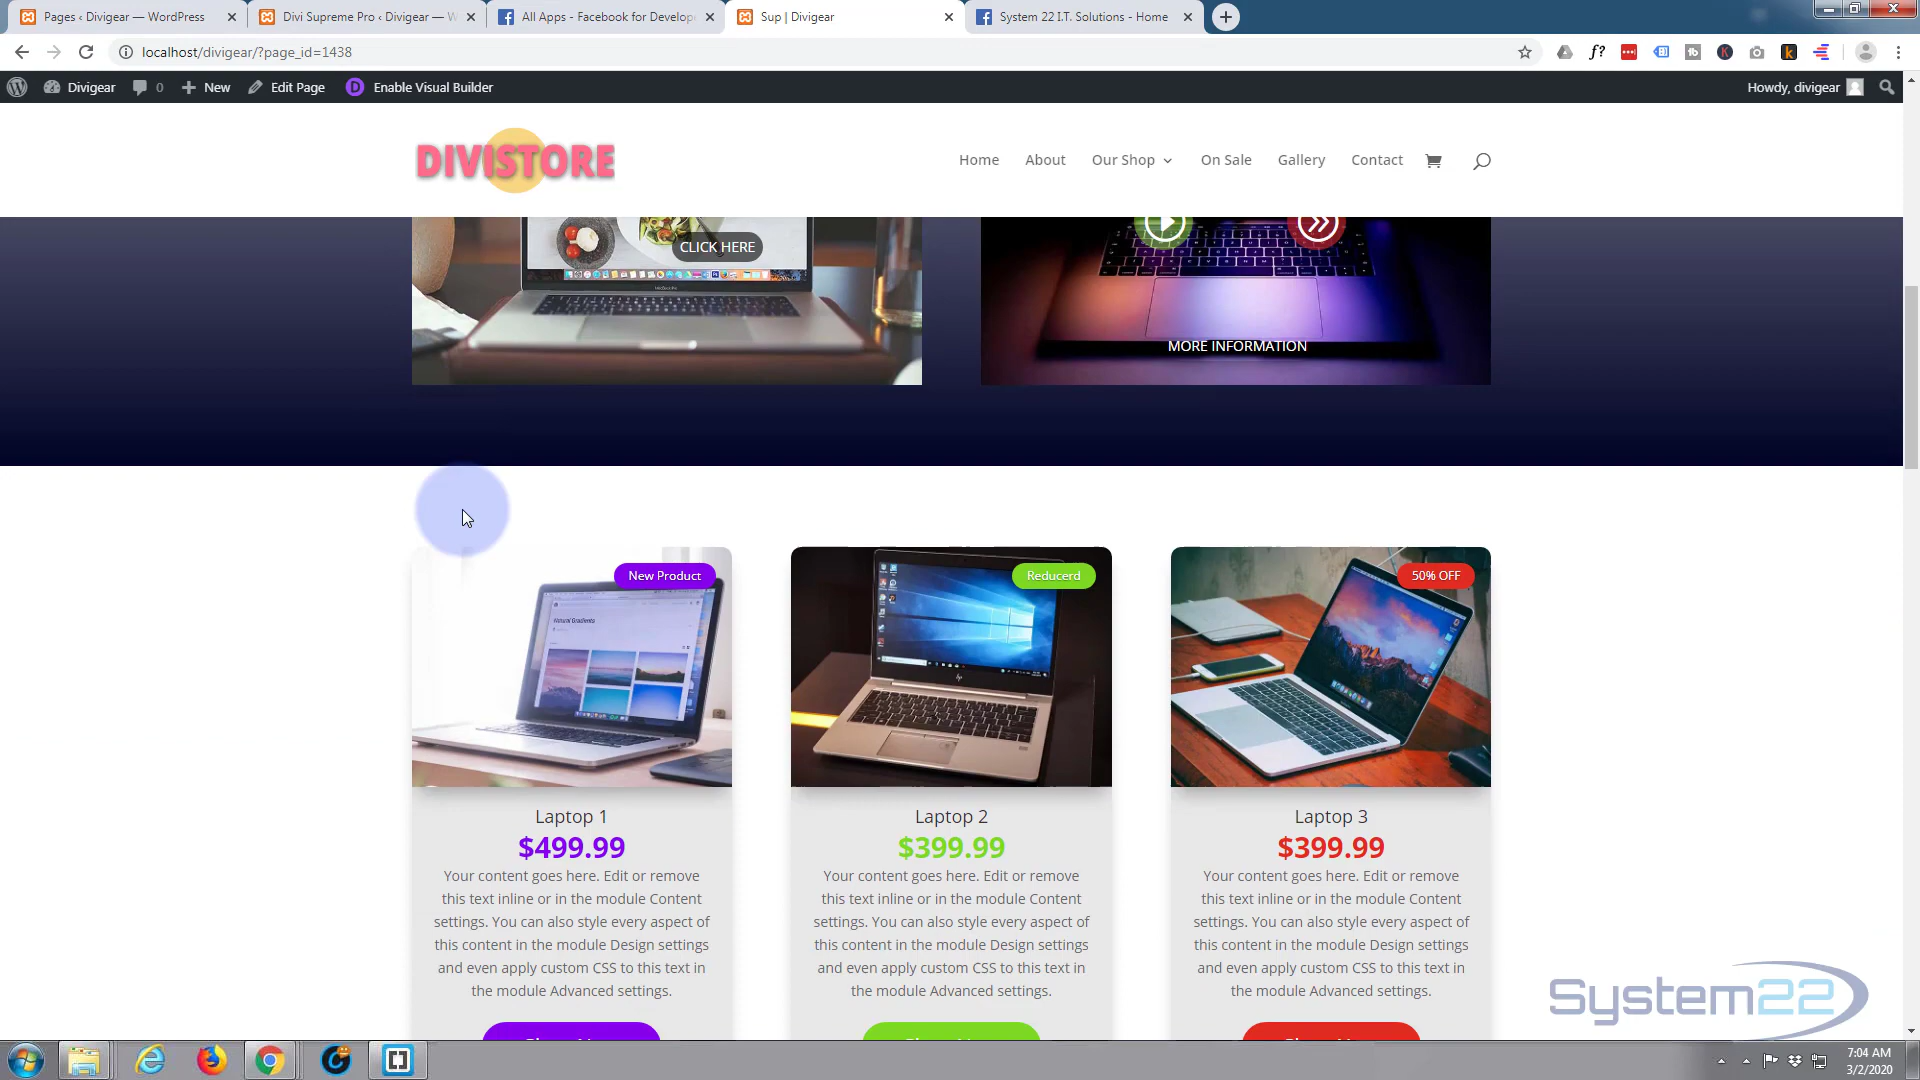 Pages ‹ Divigear — WordPress
Divi Supreme Pro ‹ Divigear — W
All Apps - Facebook for Develop
Sup | Divigear
System 22 I.T. Solutions - Home
localhost/divigear/?page_id=1438
Divigear
0
New
Edit Page
Enable Visual Builder
Howdy, divigear
DIVISTORE
Home
About
Our Shop
On Sale
Gallery
Contact
CLICK HERE
MORE INFORMATION
New Product
Reducerd
50% OFF
Laptop 1
$499.99
Your content goes here. Edit or remove
this text inline or in the module Content
settings. You can also style every aspect of
this content in the module Design settings
and even apply custom CSS to this text in
the module Advanced settings.
Laptop 2
$399.99
Your content goes here. Edit or remove
this text inline or in the module Content
settings. You can also style every aspect of
this content in the module Design settings
and even apply custom CSS to this text in
the module Advanced settings.
Laptop 3
$399.99
Your content goes here. Edit or remove
this text inline or in the module Content
settings. You can also style every aspect of
this content in the module Design settings
and even apply custom CSS to this text in
the module Advanced settings.
System22
7:04 AM
3/2/2020